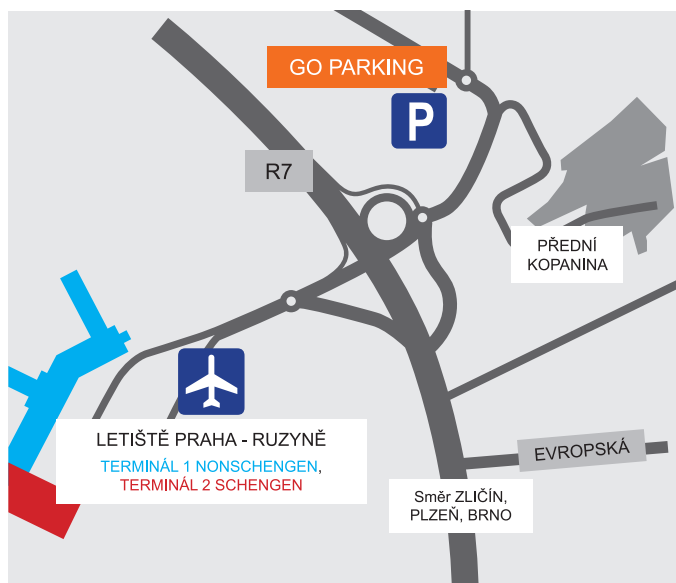 GO PARKING
P
R7
PŘEDNÍ
KOPANINA
LETIŠTĚ PRAHA - RUZYNĚ
TERMINÁL 1 NONSCHENGEN,
TERMINÁL 2 SCHENGEN
EVROPSKÁ
Směr ZLIČÍN,
PLZEŇ, BRNO